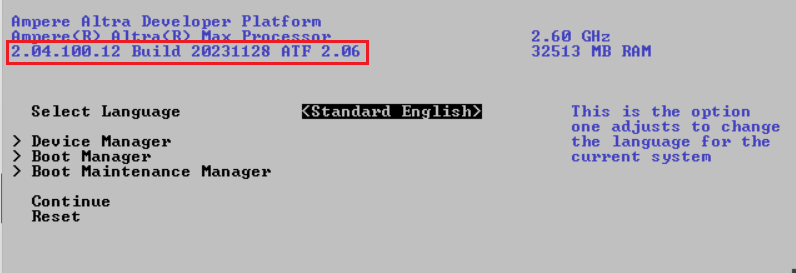 Ampere Altra Developer Platform
Ampere(R) Altra(R) Max Processor 2.60 GHz
2.04.100.12 Build 20231128 ATF 2.06 32513 MB RAM
Select Language <Standard English> This is the option
one adjusts to change
> Device Manager the language for the
> Boot Manager current system
> Boot Maintenance Manager
Continue
Reset